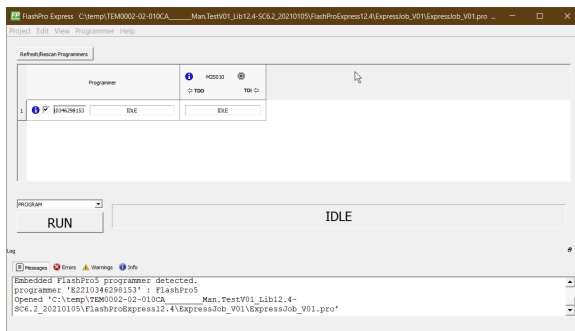 FlashPro Express C:\temp\TEM0002-02-010CA______Man.TestV01_Lib12.4-SC6.2_20210105\FlashProExpress12.4\ExpressJob_V01\ExpressJob_V01.pro ...
Project Edit View Programmer Help
Refresh/Rescan Programmers
Programmer
M2S010
TDO TDI
1 10346298153 IDLE IDLE
PROGRAM
RUN
IDLE
Log
Messages Errors Warnings Info
Embedded FlashPro5 programmer detected.
programmer 'E2210346298153' : FlashPro5
Opened 'C:\temp\TEM0002-02-010CA______Man.TestV01_Lib12.4-
SC6.2_20210105\FlashProExpress12.4\ExpressJob_V01\ExpressJob_V01.pro'